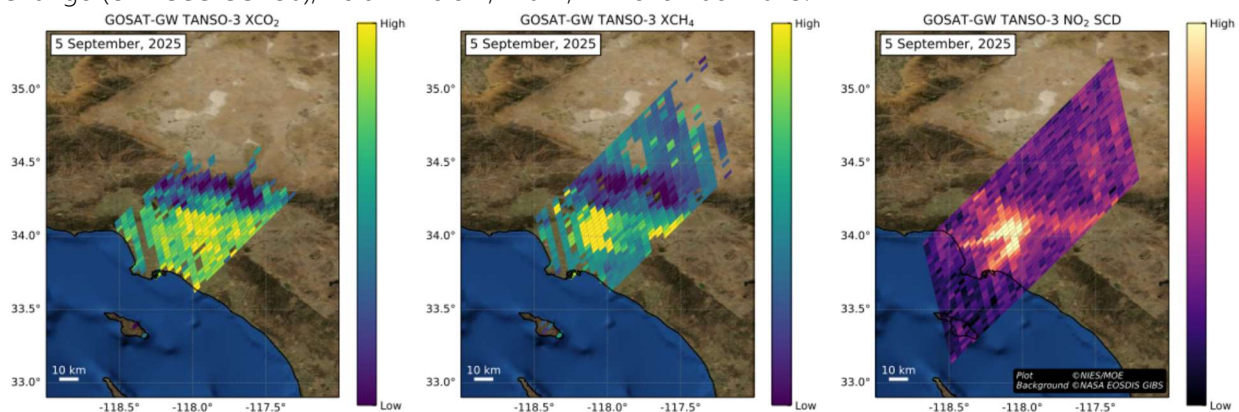 GOSAT-GW TANSO-3 XCO₂
5 September, 2025
High
35.0°
34.5°
34.0°
33.5°
33.0°
10 km
Low
-118.5° -118.0° -117.5°
GOSAT-GW TANSO-3 XCH₄
5 September, 2025
High
35.0°
34.5°
34.0°
33.5°
33.0°
10 km
Low
-118.5° -118.0° -117.5°
GOSAT-GW TANSO-3 NO₂ SCD
5 September, 2025
High
35.0°
34.5°
34.0°
33.5°
33.0°
10 km
Plot ©NIES/MOE
Background ©NASA EOSDIS GIBS
Low
-118.5° -118.0° -117.5°